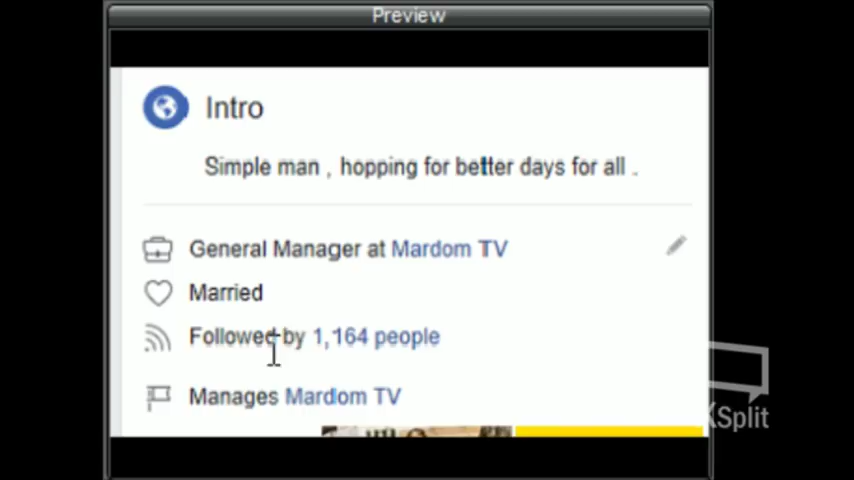 Preview
Intro
Simple man , hopping for better days for all .
General Manager at Mardom TV
Married
Followed by 1,164 people
Manages Mardom TV
XSplit